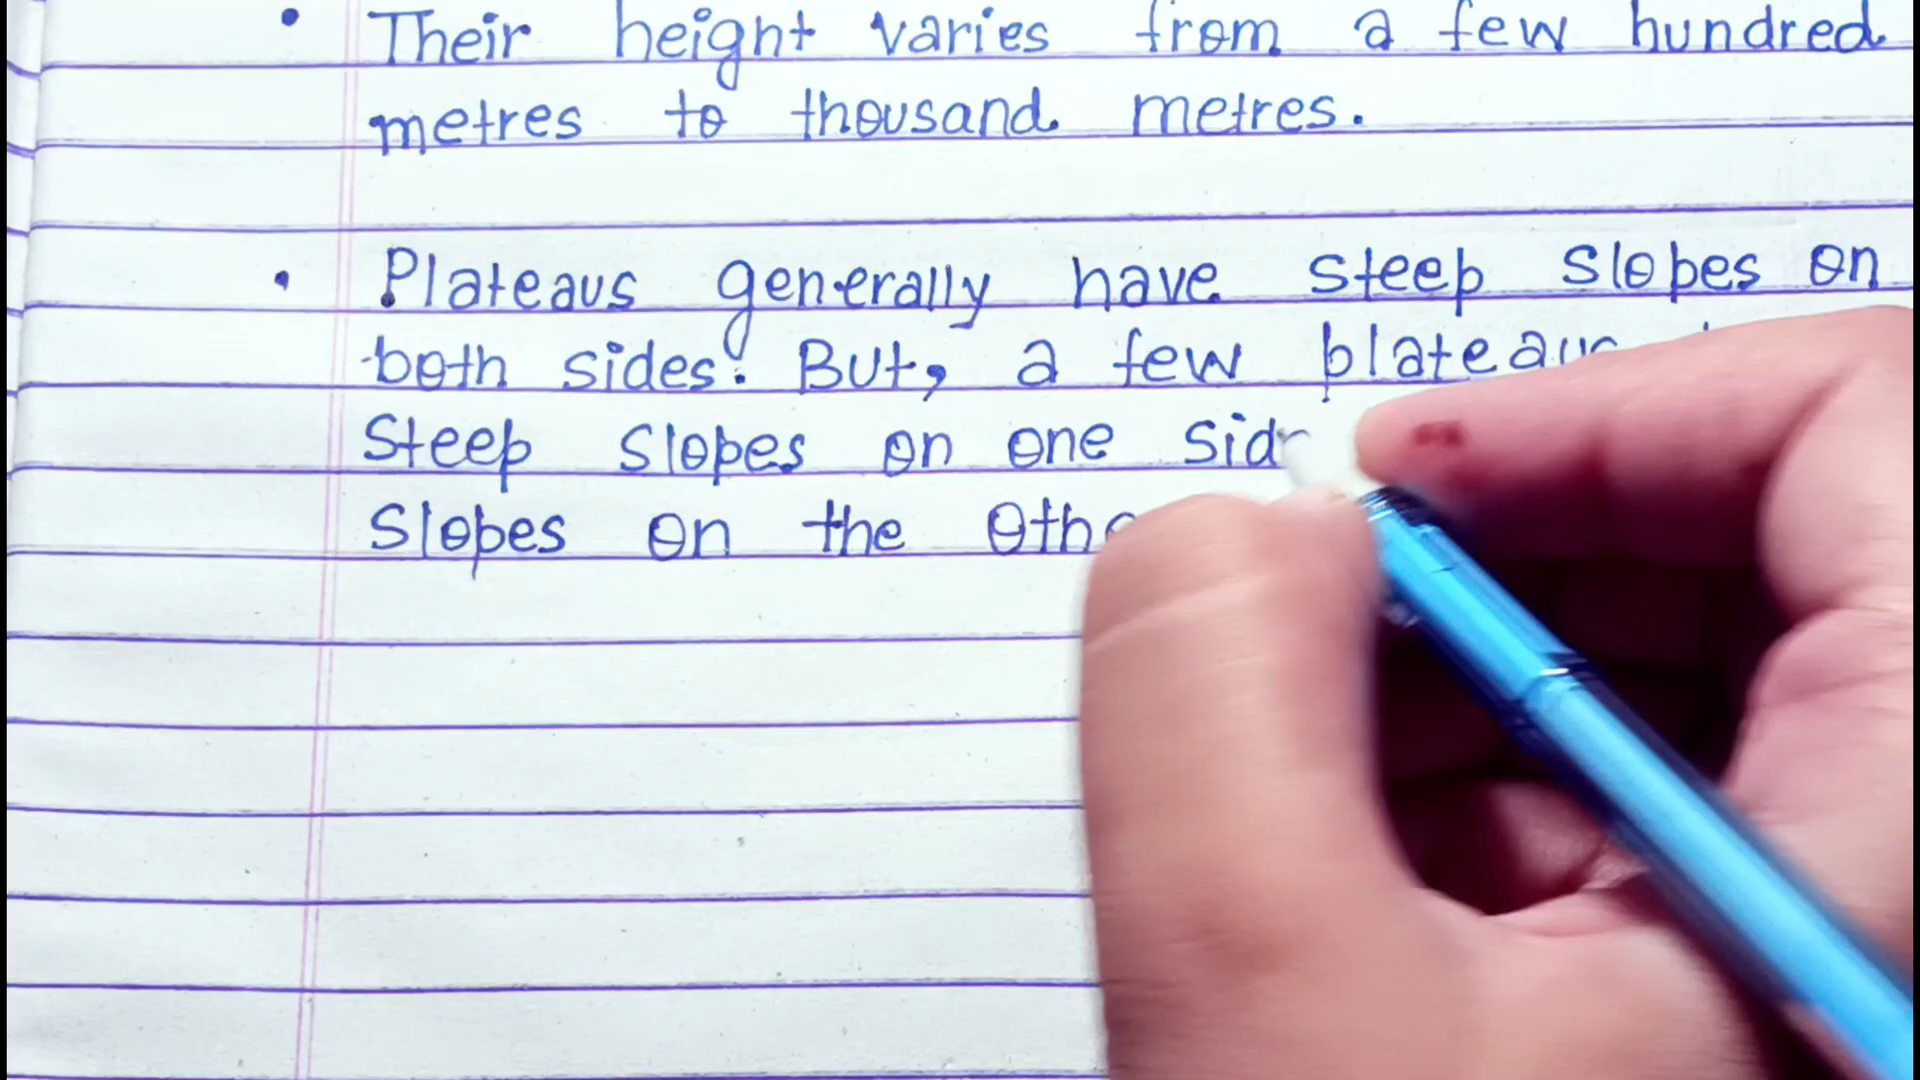 • Their height varies from a few hundred
metres to thousand metres.
• Plateaus generally have steep slopes on
both sides. But, a few plateaus
steep slopes on one
slopes on the